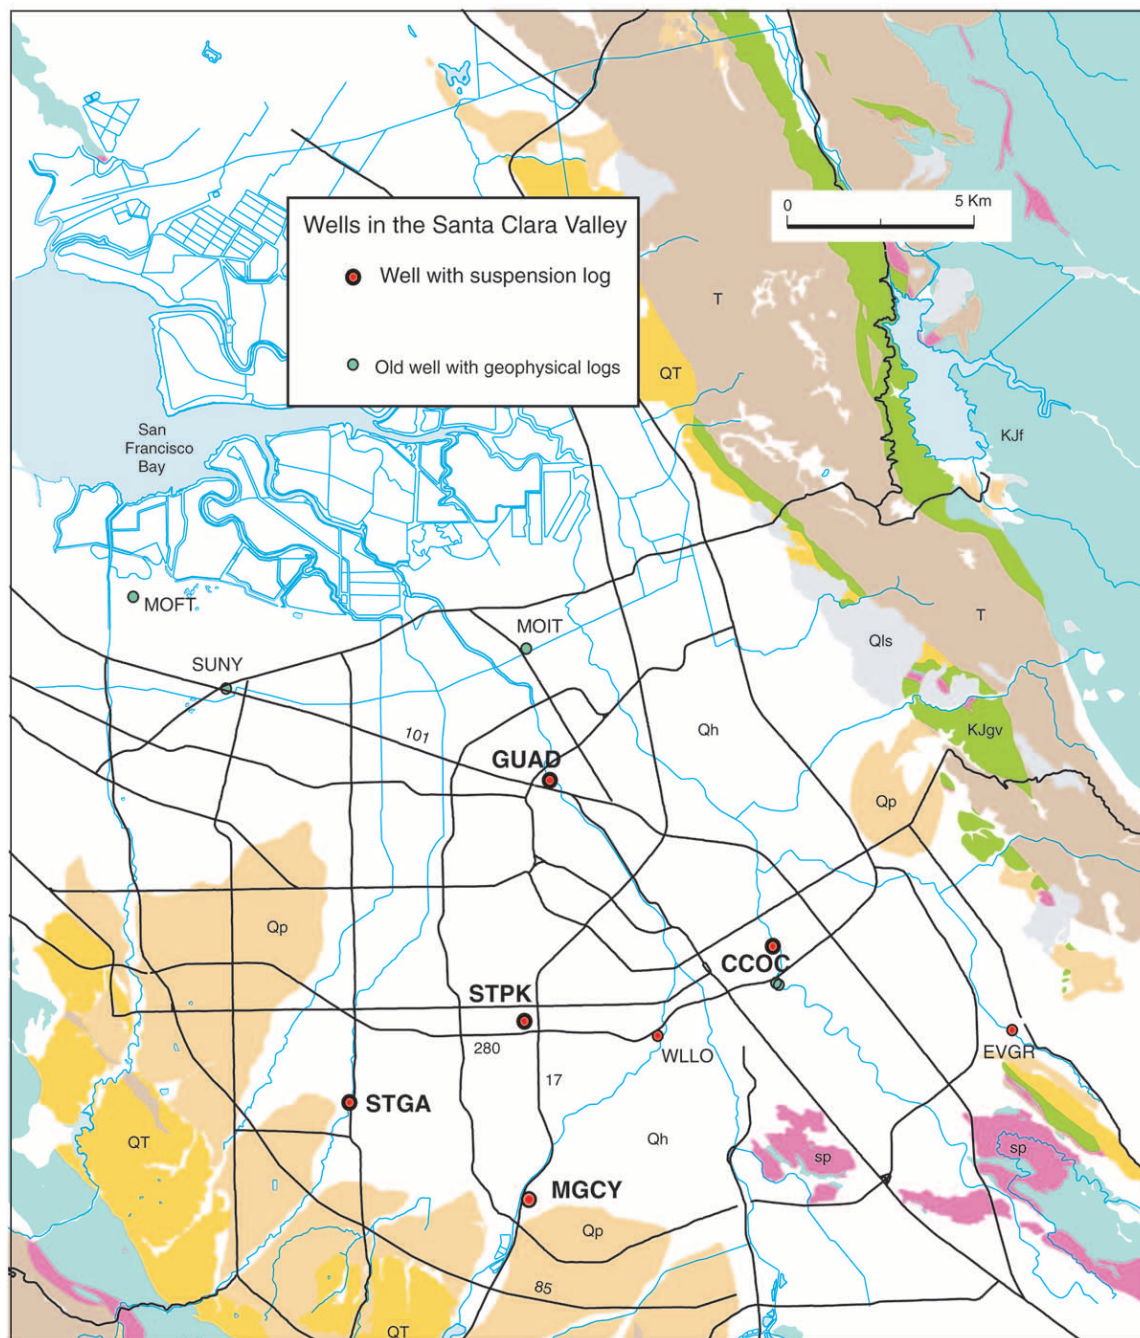 Wells in the Santa Clara Valley
Well with suspension log
Old well with geophysical logs
0 5 Km
T
QT
San
Francisco
Bay
KJf
MOFT
MOIT
T
Qls
SUNY
Qh
KJgv
101
GUAD
Qp
Qp
CCOC
STPK
280
WLLO
EVGR
17
STGA
QT
Qh
sp
sp
MGCY
Qp
85
QT